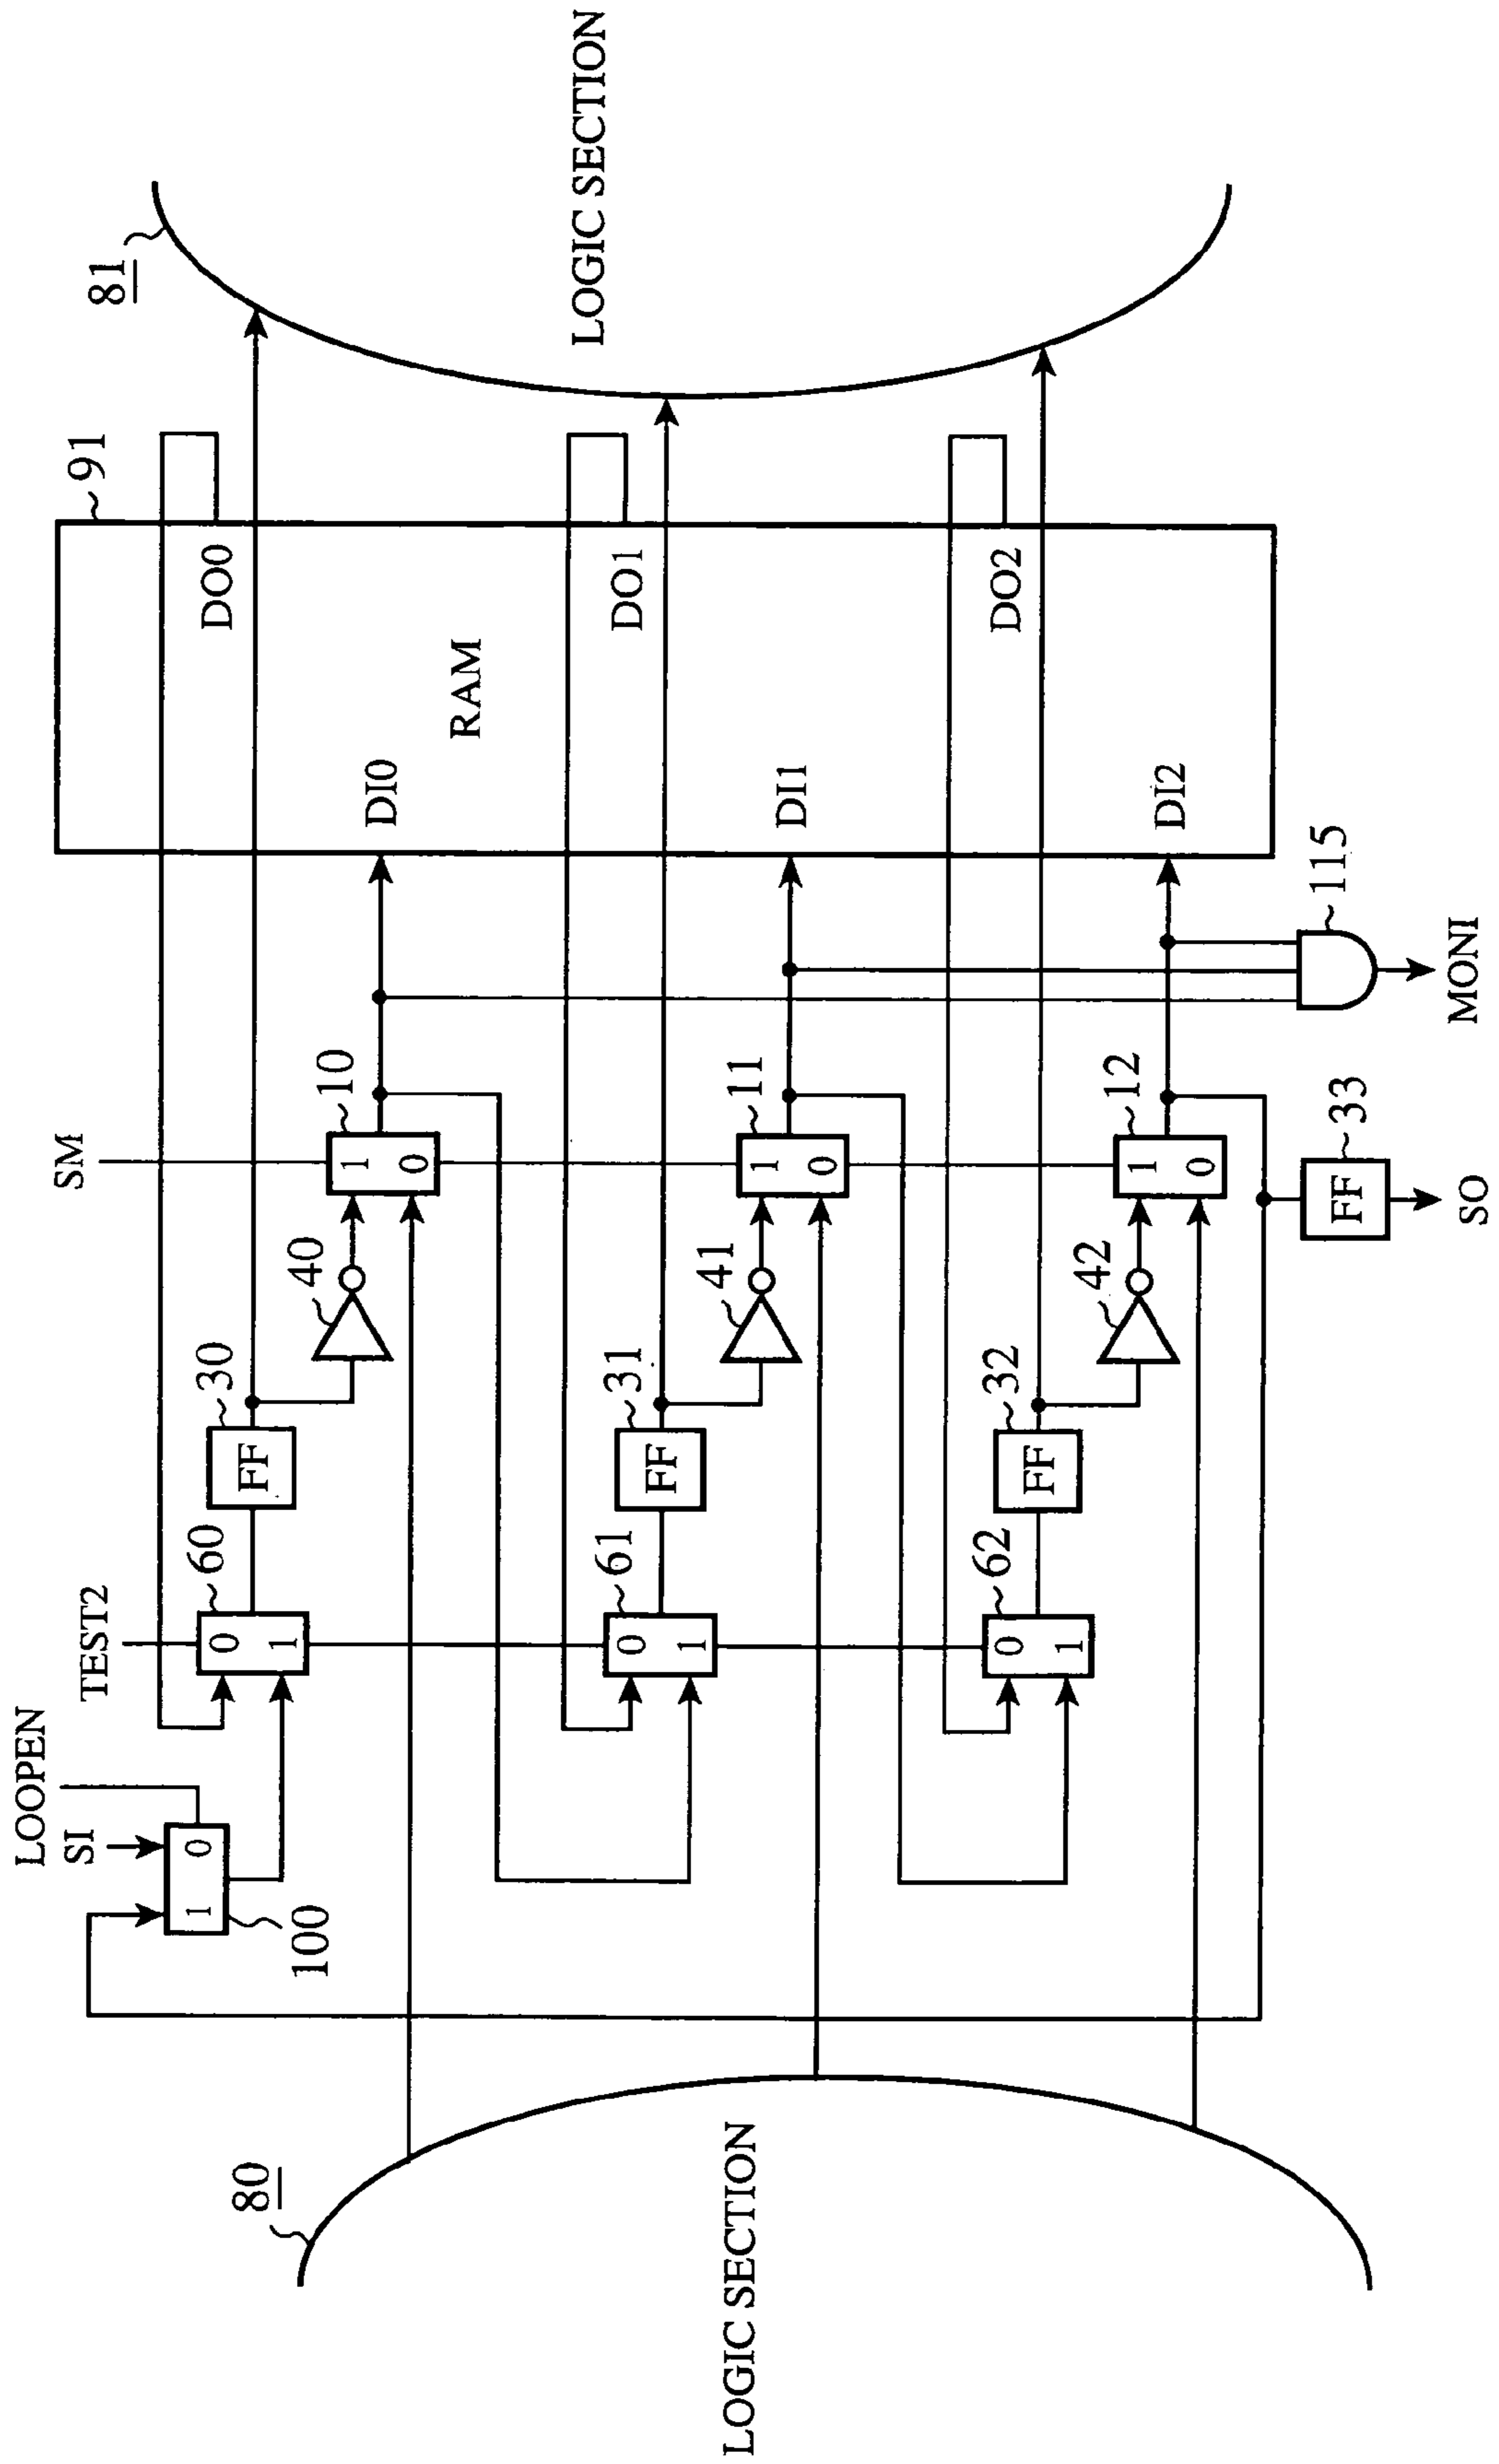 LOGIC SECTION
81
91
DO0
DO1
DO2
RAM
DI0
DI1
DI2
115
MONI
SM
10
1
0
11
1
0
12
1
0
33
FF
SO
40
41
42
30
FF
31
FF
32
FF
TEST2
60
0
1
61
0
1
62
0
1
LOOPEN
SI
0
1
100
80
LOGIC SECTION